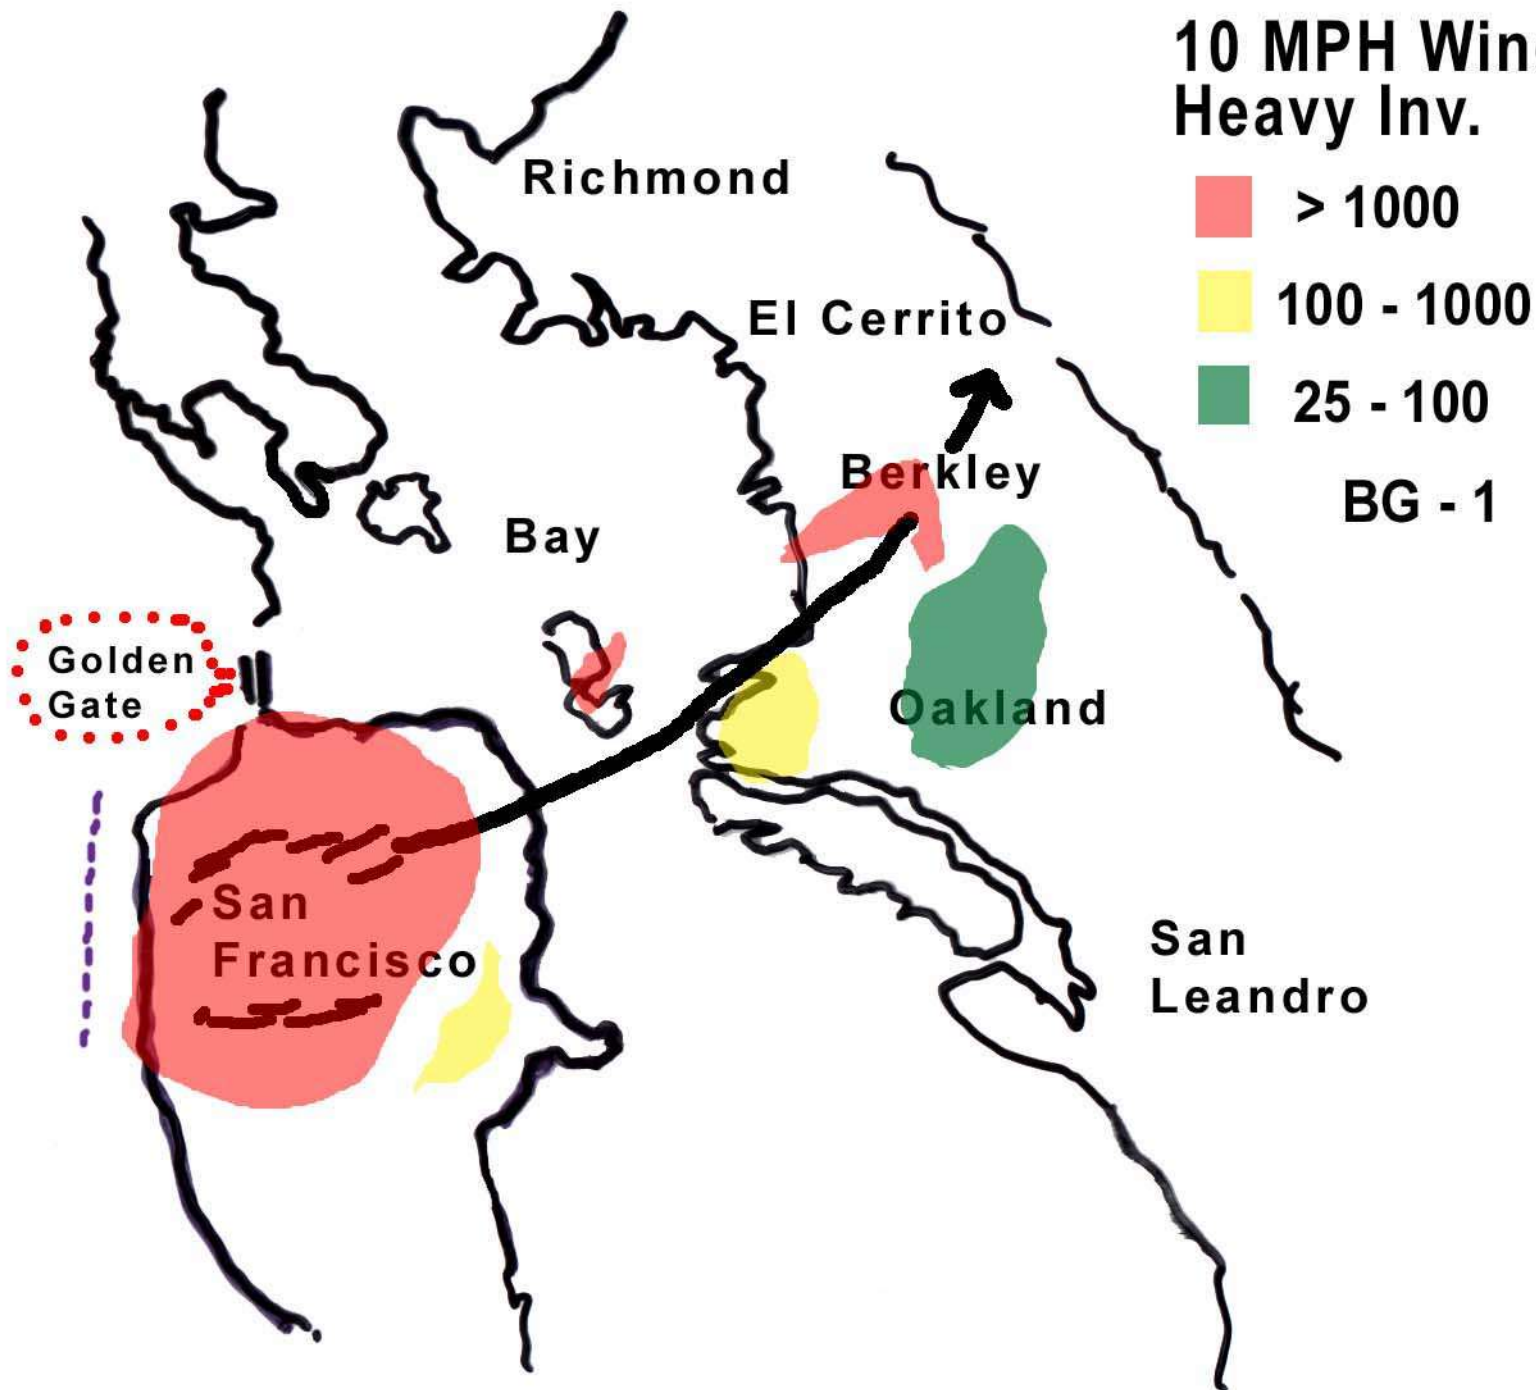 10 MPH Win
Heavy Inv.
> 1000
100 - 1000
25 - 100
BG - 1
Richmond
El Cerrito
Berkley
Bay
Golden
Gate
Oakland
San
Francisco
San
Leandro